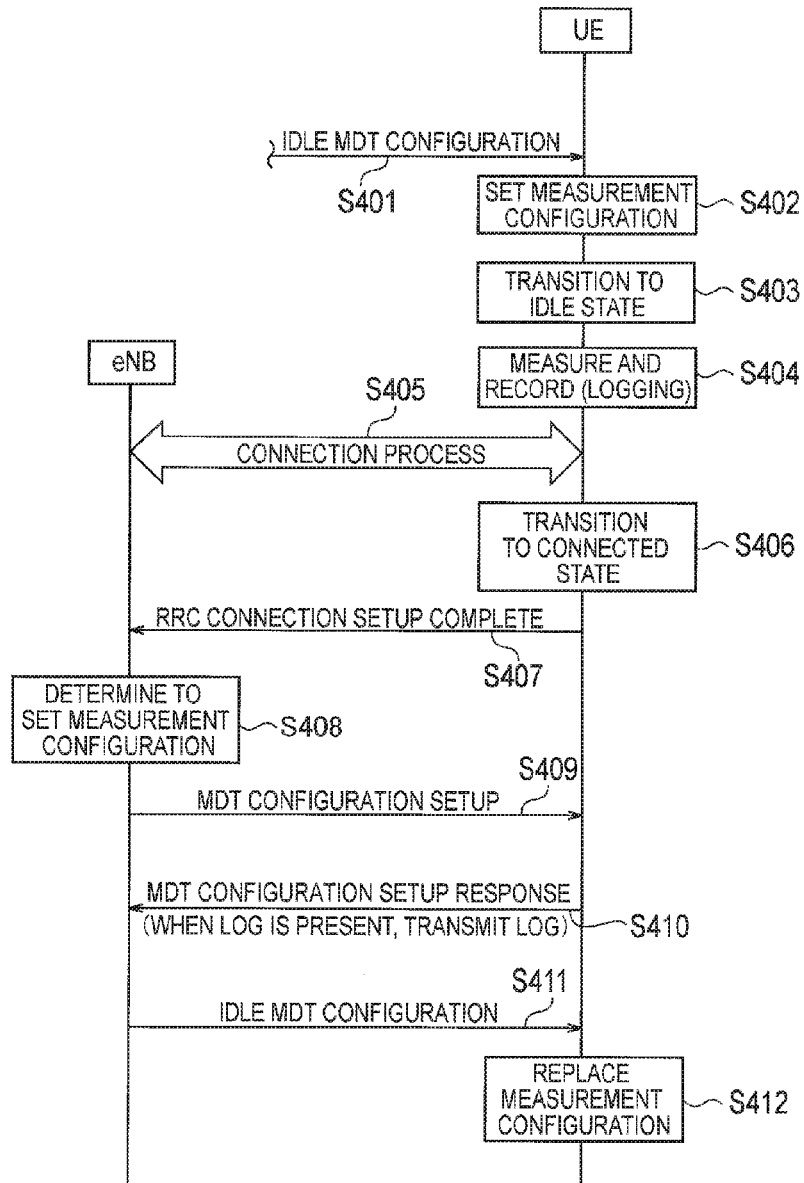 UE
IDLE MDT CONFIGURATION
S401
SET MEASUREMENT
CONFIGURATION
S402
TRANSITION TO
IDLE STATE
S403
eNB
MEASURE AND
RECORD (LOGGING)
S404
S405
CONNECTION PROCESS
TRANSITION
TO CONNECTED
STATE
S406
RRC CONNECTION SETUP COMPLETE
S407
DETERMINE TO
SET MEASUREMENT
CONFIGURATION
S408
S409
MDT CONFIGURATION SETUP
MDT CONFIGURATION SETUP RESPONSE
(WHEN LOG IS PRESENT, TRANSMIT LOG)
S410
S411
IDLE MDT CONFIGURATION
REPLACE
MEASUREMENT
CONFIGURATION
S412